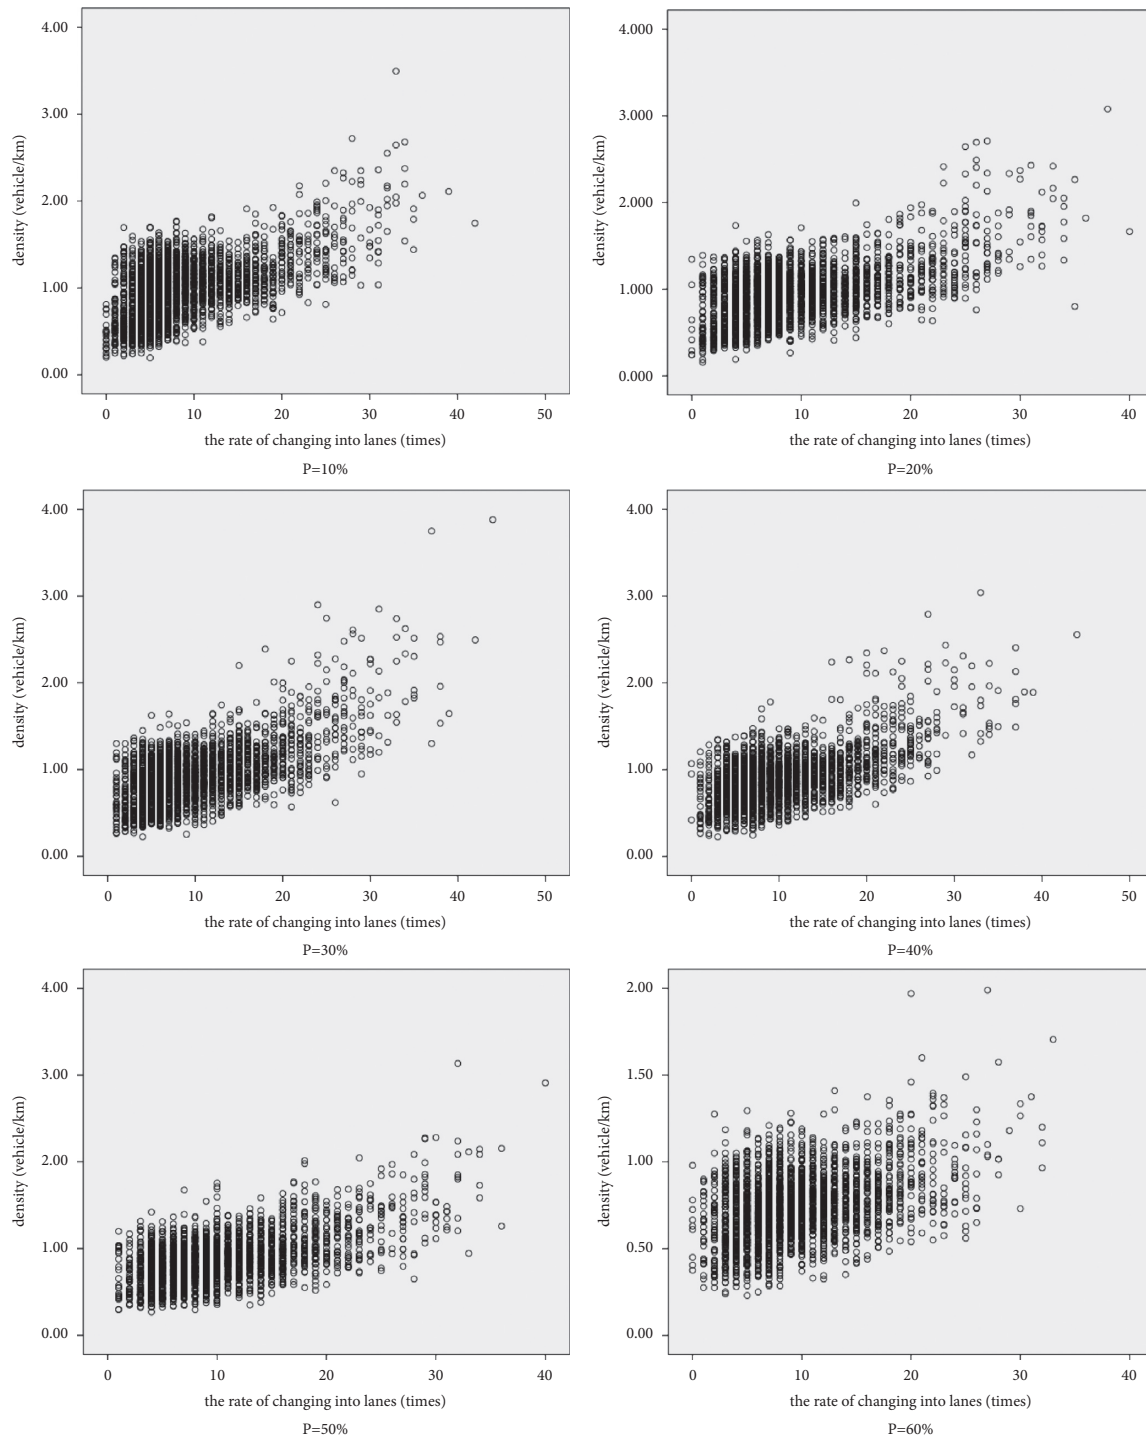 4.00
3.00
2.00
1.00
0.00
density (vehicle/km)
0 10 20 30 40 50
the rate of changing into lanes (times)
P=10%
4.000
3.000
2.000
1.000
0.000
density (vehicle/km)
0 10 20 30 40
the rate of changing into lanes (times)
P=20%
4.00
3.00
2.00
1.00
0.00
density (vehicle/km)
0 10 20 30 40 50
the rate of changing into lanes (times)
P=30%
4.00
3.00
2.00
1.00
0.00
density (vehicle/km)
0 10 20 30 40 50
the rate of changing into lanes (times)
P=40%
4.00
3.00
2.00
1.00
0.00
density (vehicle/km)
0 10 20 30 40
the rate of changing into lanes (times)
P=50%
2.00
1.50
1.00
0.50
0.00
density (vehicle/km)
0 10 20 30 40
the rate of changing into lanes (times)
P=60%